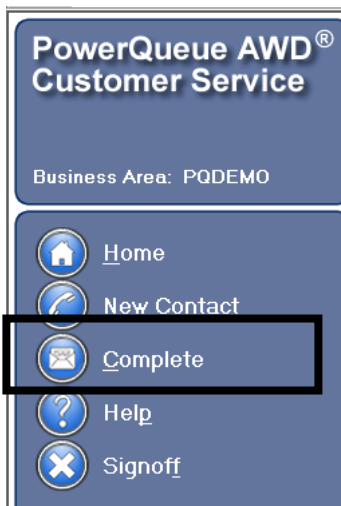 PowerQueue AWD®
Customer Service
Business Area: PQDEMO
Home
New Contact
Complete
Help
Signoff